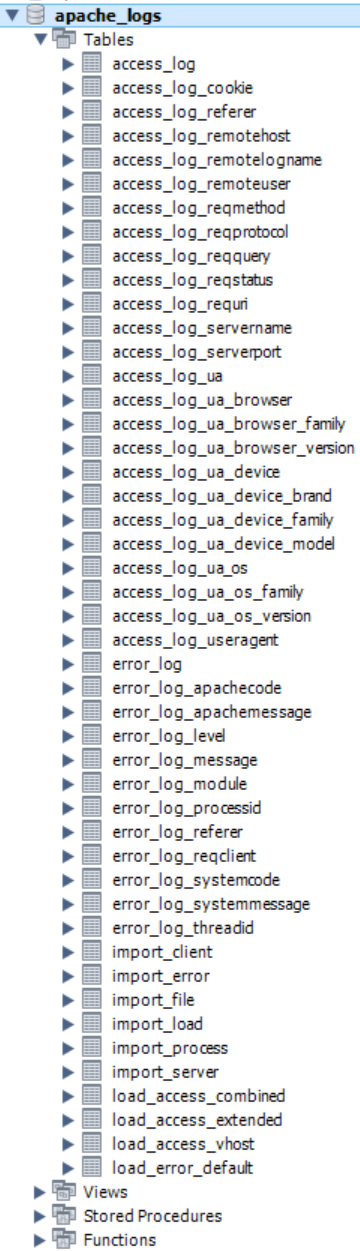 apache_logs
Tables
access_log
access_log_cookie
access_log_referer
access_log_remotehost
access_log_remotelogname
access_log_remoteuser
access_log_reqmethod
access_log_reqprotocol
access_log_reqquery
access_log_reqstatus
access_log_requri
access_log_servername
access_log_serverport
access_log_ua
access_log_ua_browser
access_log_ua_browser_family
access_log_ua_browser_version
access_log_ua_device
access_log_ua_device_brand
access_log_ua_device_family
access_log_ua_device_model
access_log_ua_os
access_log_ua_os_family
access_log_ua_os_version
access_log_useragent
error_log
error_log_apachecode
error_log_apachemessage
error_log_level
error_log_message
error_log_module
error_log_processid
error_log_referer
error_log_reqclient
error_log_systemcode
error_log_systemmessage
error_log_threadid
import_client
import_error
import_file
import_load
import_process
import_server
load_access_combined
load_access_extended
load_access_vhost
load_error_default
Views
Stored Procedures
Functions